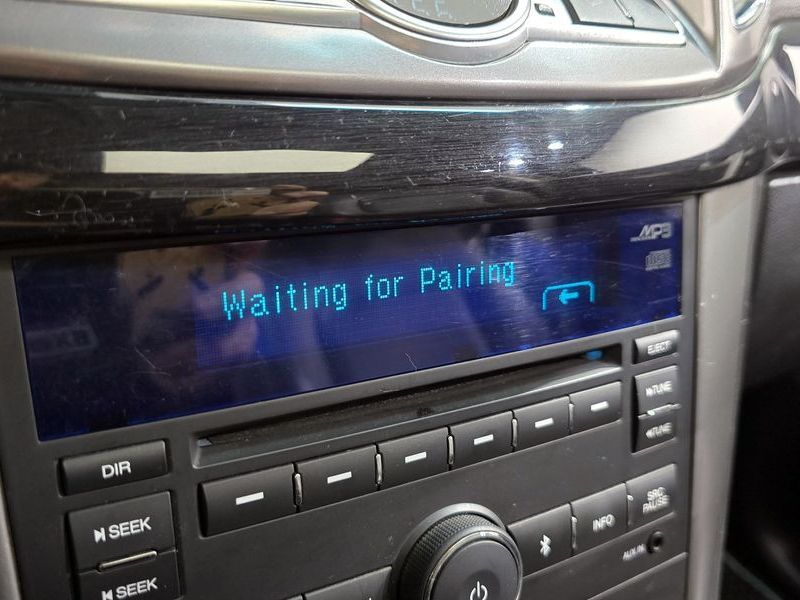 MP3
Waiting for Pairing
EJECT
TUNE
TUNE
DIR
SEEK
SEEK
INFO
SRC
PAUSE
AUX IN